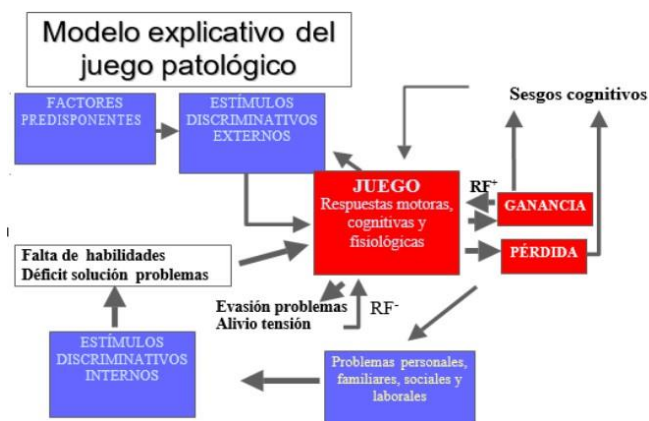 Modelo explicativo del
juego patológico
FACTORES
PREDISPONENTES
ESTÍMULOS
DISCRIMINATIVOS
EXTERNOS
Sesgos cognitivos
JUEGO
Respuestas motoras,
cognitivas y
fisiológicas
RF+
GANANCIA
PÉRDIDA
Falta de habilidades
Déficit solución problemas
Evasión problemas
Alivio tensión
RF-
ESTÍMULOS
DISCRIMINATIVOS
INTERNOS
Problemas personales,
familiares, sociales y
laborales